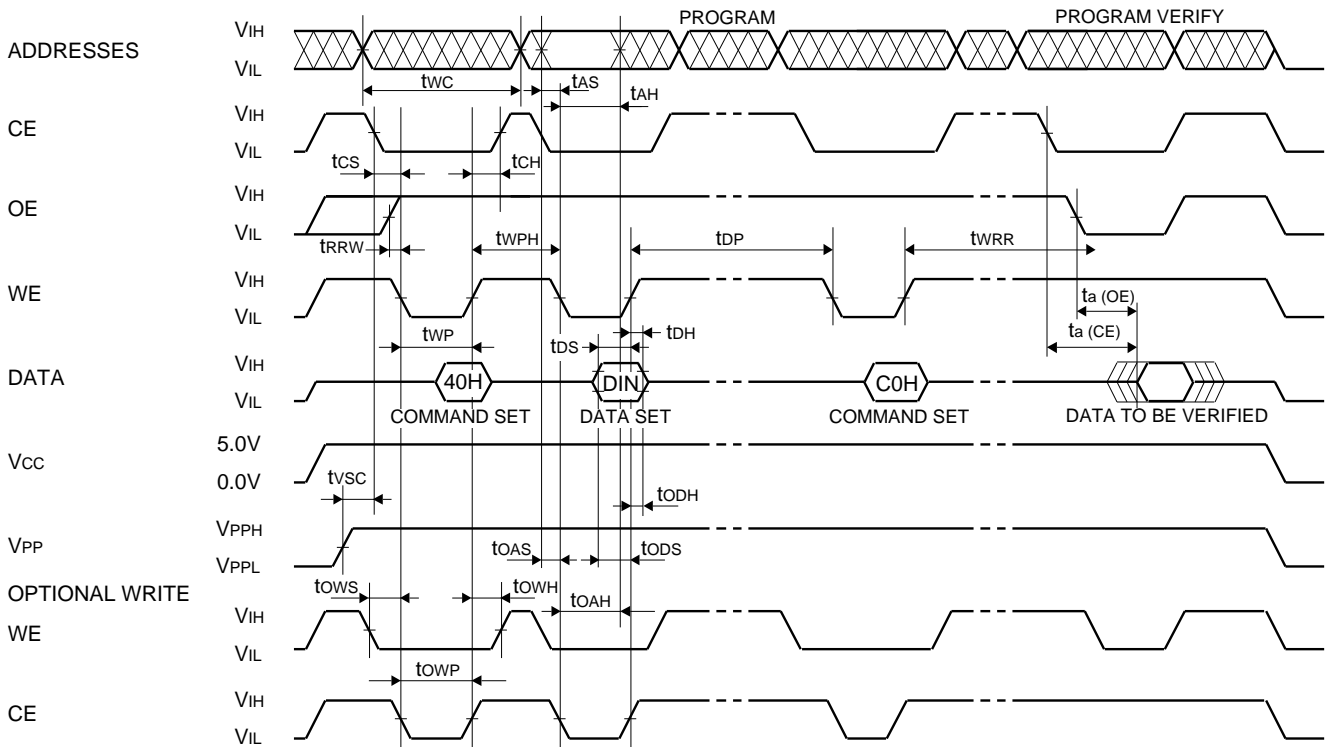 PROGRAM PROGRAM VERIFY
ADDRESSES VIH
VIL
tWC tAS
tAH
CE VIH
VIL
tCS tCH
OE VIH
VIL
tRRW tWPH tDP tWRR
WE VIH
VIL
ta (OE)
tWP tDS tDH ta (CE)
DATA VIH
VIL
40H DIN C0H
COMMAND SET DATA SET COMMAND SET DATA TO BE VERIFIED
VCC 5.0V
0.0V
tVSC tODH
VPP VPPH
VPPL
tOAS tODS
OPTIONAL WRITE tOWS tOWH tOAH
WE VIH
VIL
tOWP
CE VIH
VIL